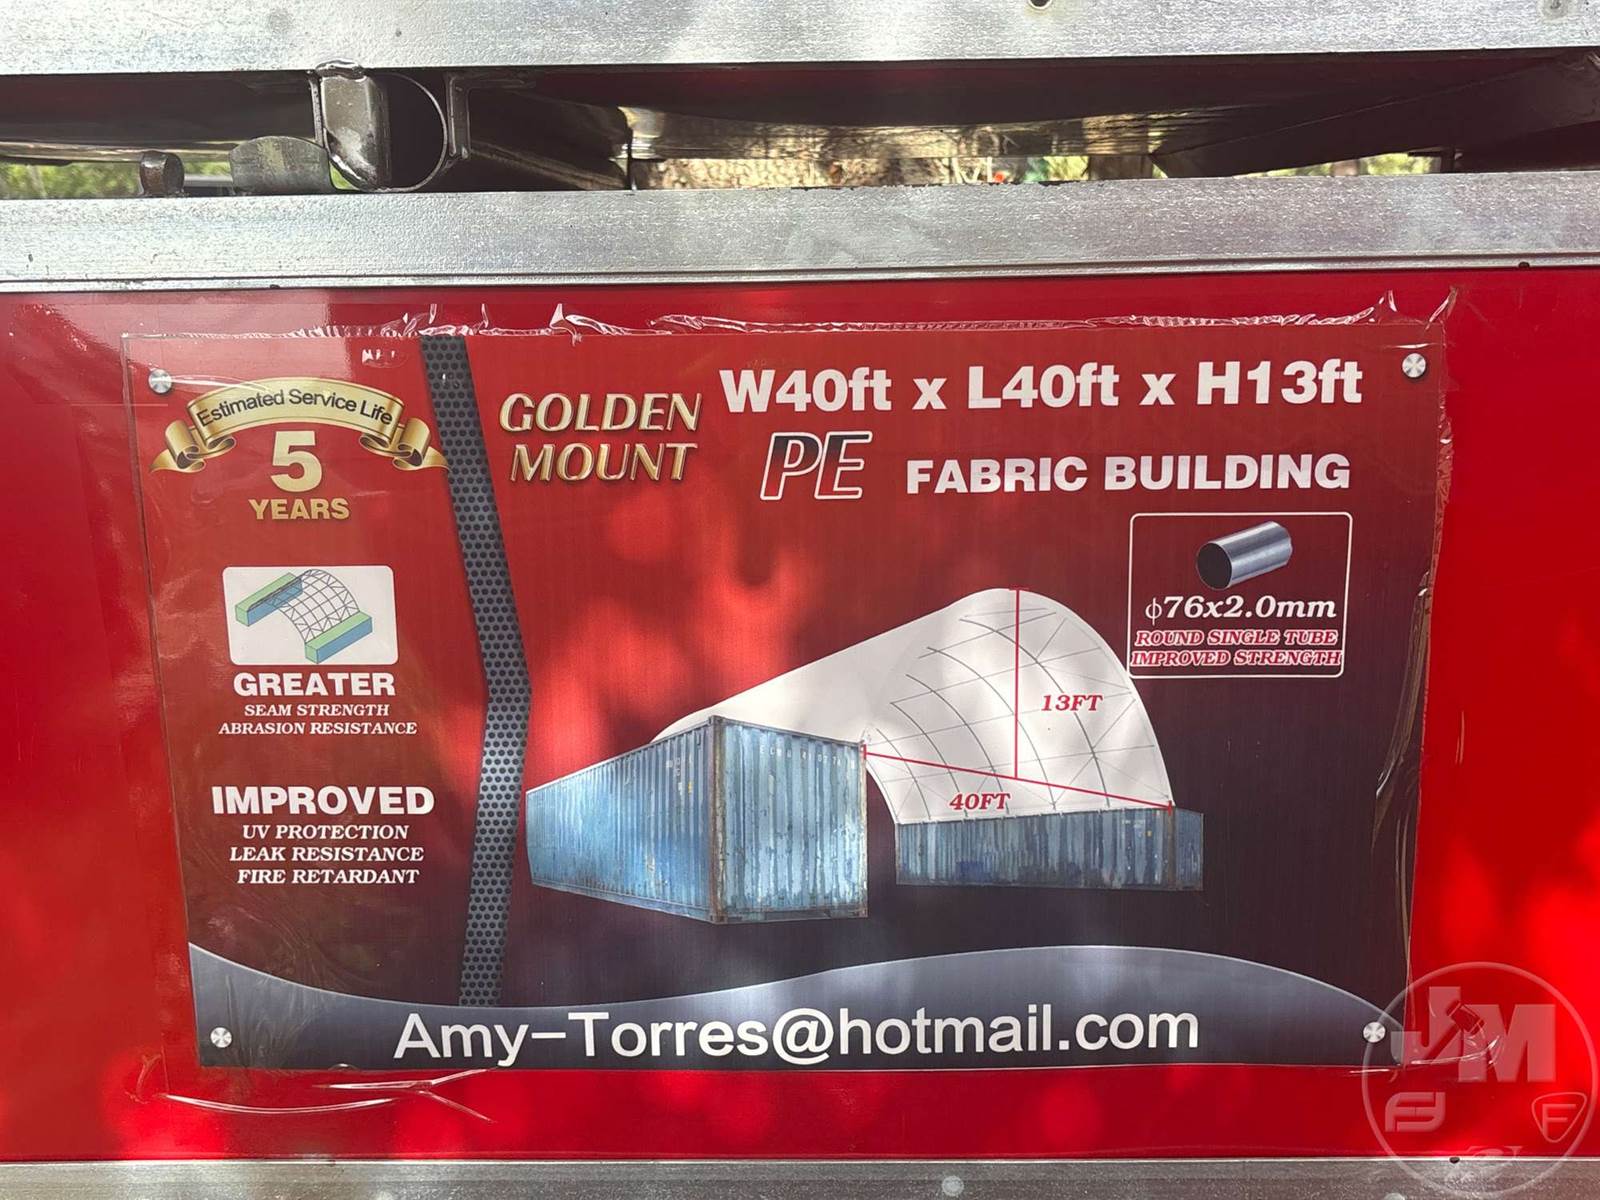 Estimated Service Life
5
YEARS
GREATER
SEAM STRENGTH
ABRASION RESISTANCE
IMPROVED
UV PROTECTION
LEAK RESISTANCE
FIRE RETARDANT
GOLDEN
MOUNT
W40ft x L40ft x H13ft
PE FABRIC BUILDING
ϕ76x2.0mm
ROUND SINGLE TUBE
IMPROVED STRENGTH
13FT
40FT
Amy-Torres@hotmail.com
JM